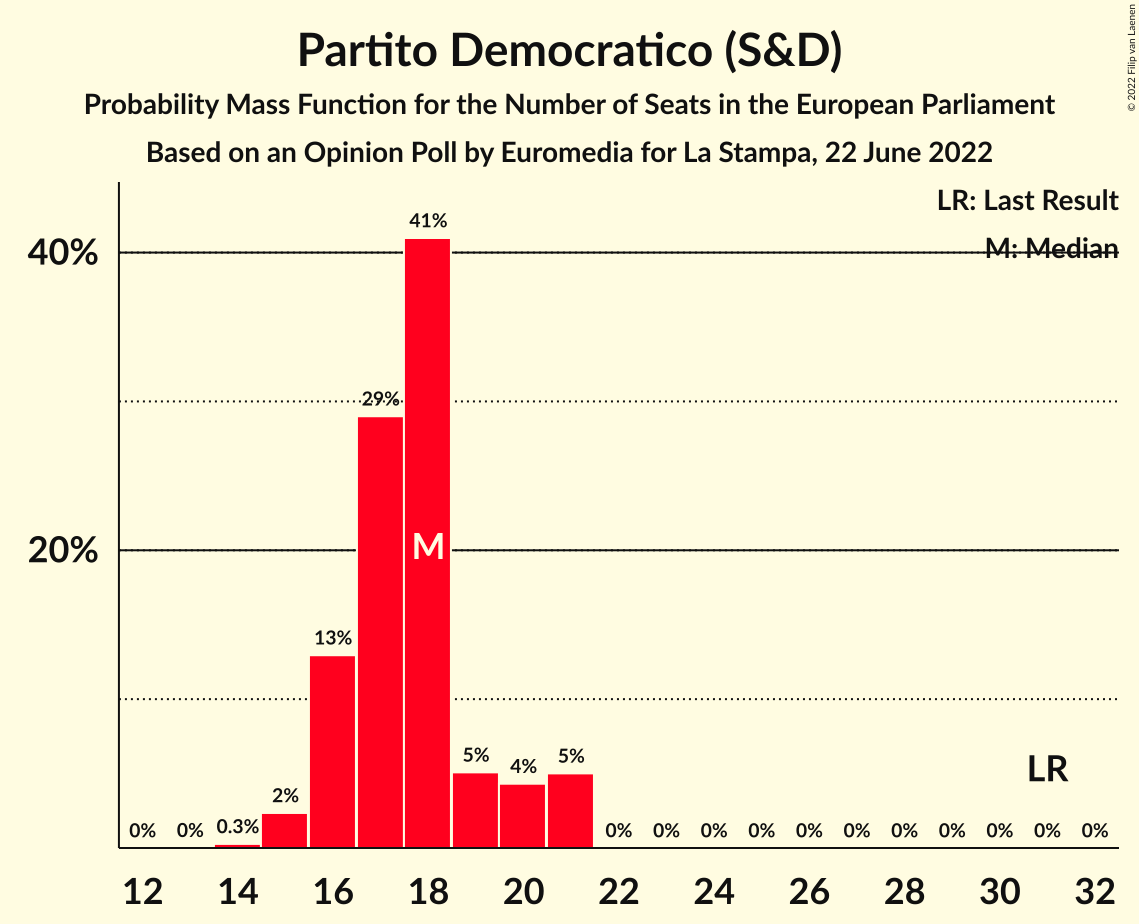 Partito Democratico (S&D)
Probability Mass Function for the Number of Seats in the European Parliament
Based on an Opinion Poll by Euromedia for La Stampa, 22 June 2022
© 2022 Filip van Laenen
LR: Last Result
M: Median
40%
20%
0% 0% 0.3% 2% 13% 29% 41% 5% 4% 5% 0% 0% 0% 0% 0% 0% 0% 0% 0% 0% 0%
M
LR
12 14 16 18 20 22 24 26 28 30 32